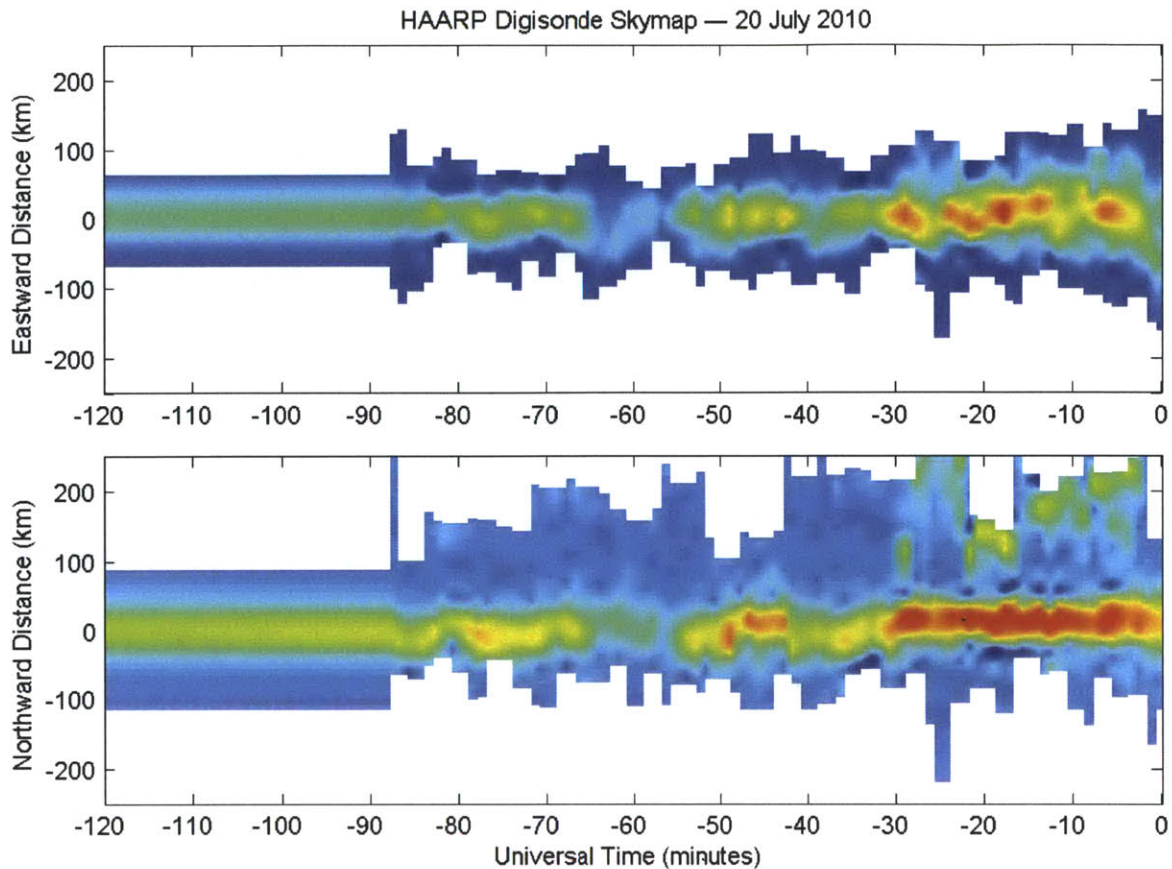 HAARP Digisonde Skymap — 20 July 2010
Eastward Distance (km)
200
100
0
-100
-200
-120 -110 -100 -90 -80 -70 -60 -50 -40 -30 -20 -10 0
Northward Distance (km)
200
100
0
-100
-200
-120 -110 -100 -90 -80 -70 -60 -50 -40 -30 -20 -10 0
Universal Time (minutes)